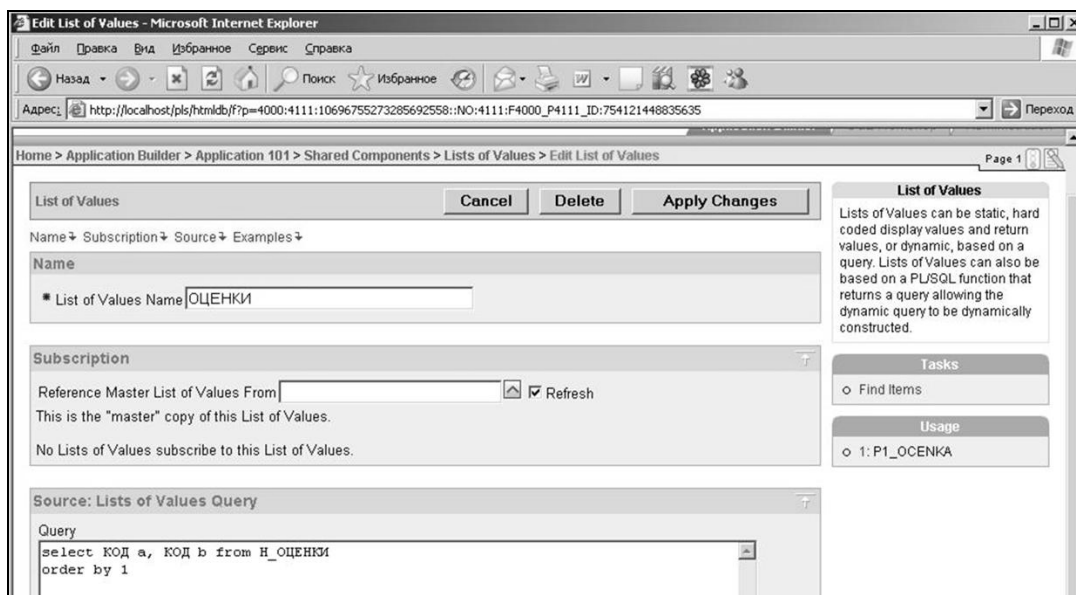 Edit List of Values - Microsoft Internet Explorer
Файл Правка Вид Избранное Сервис Справка
Назад Поиск Избранное
Адрес: http://localhost/pls/htmldb/f?p=4000:4111:10696755273285692558::NO:4111:F4000_P4111_ID:754121448835635 Переход
Home > Application Builder > Application 101 > Shared Components > Lists of Values > Edit List of Values
Page 1
List of Values Cancel Delete Apply Changes
Name Subscription Source Examples
Name
* List of Values Name ОЦЕНКИ
Subscription
Reference Master List of Values From Refresh
This is the "master" copy of this List of Values.
No Lists of Values subscribe to this List of Values.
Source: Lists of Values Query
Query
select КОД a, КОД b from Н_ОЦЕНКИ
order by 1
List of Values
Lists of Values can be static, hard
coded display values and return
values, or dynamic, based on a
query. Lists of Values can also be
based on a PL/SQL function that
returns a query allowing the
dynamic query to be dynamically
constructed.
Tasks
Find Items
Usage
1: P1_OCENKA